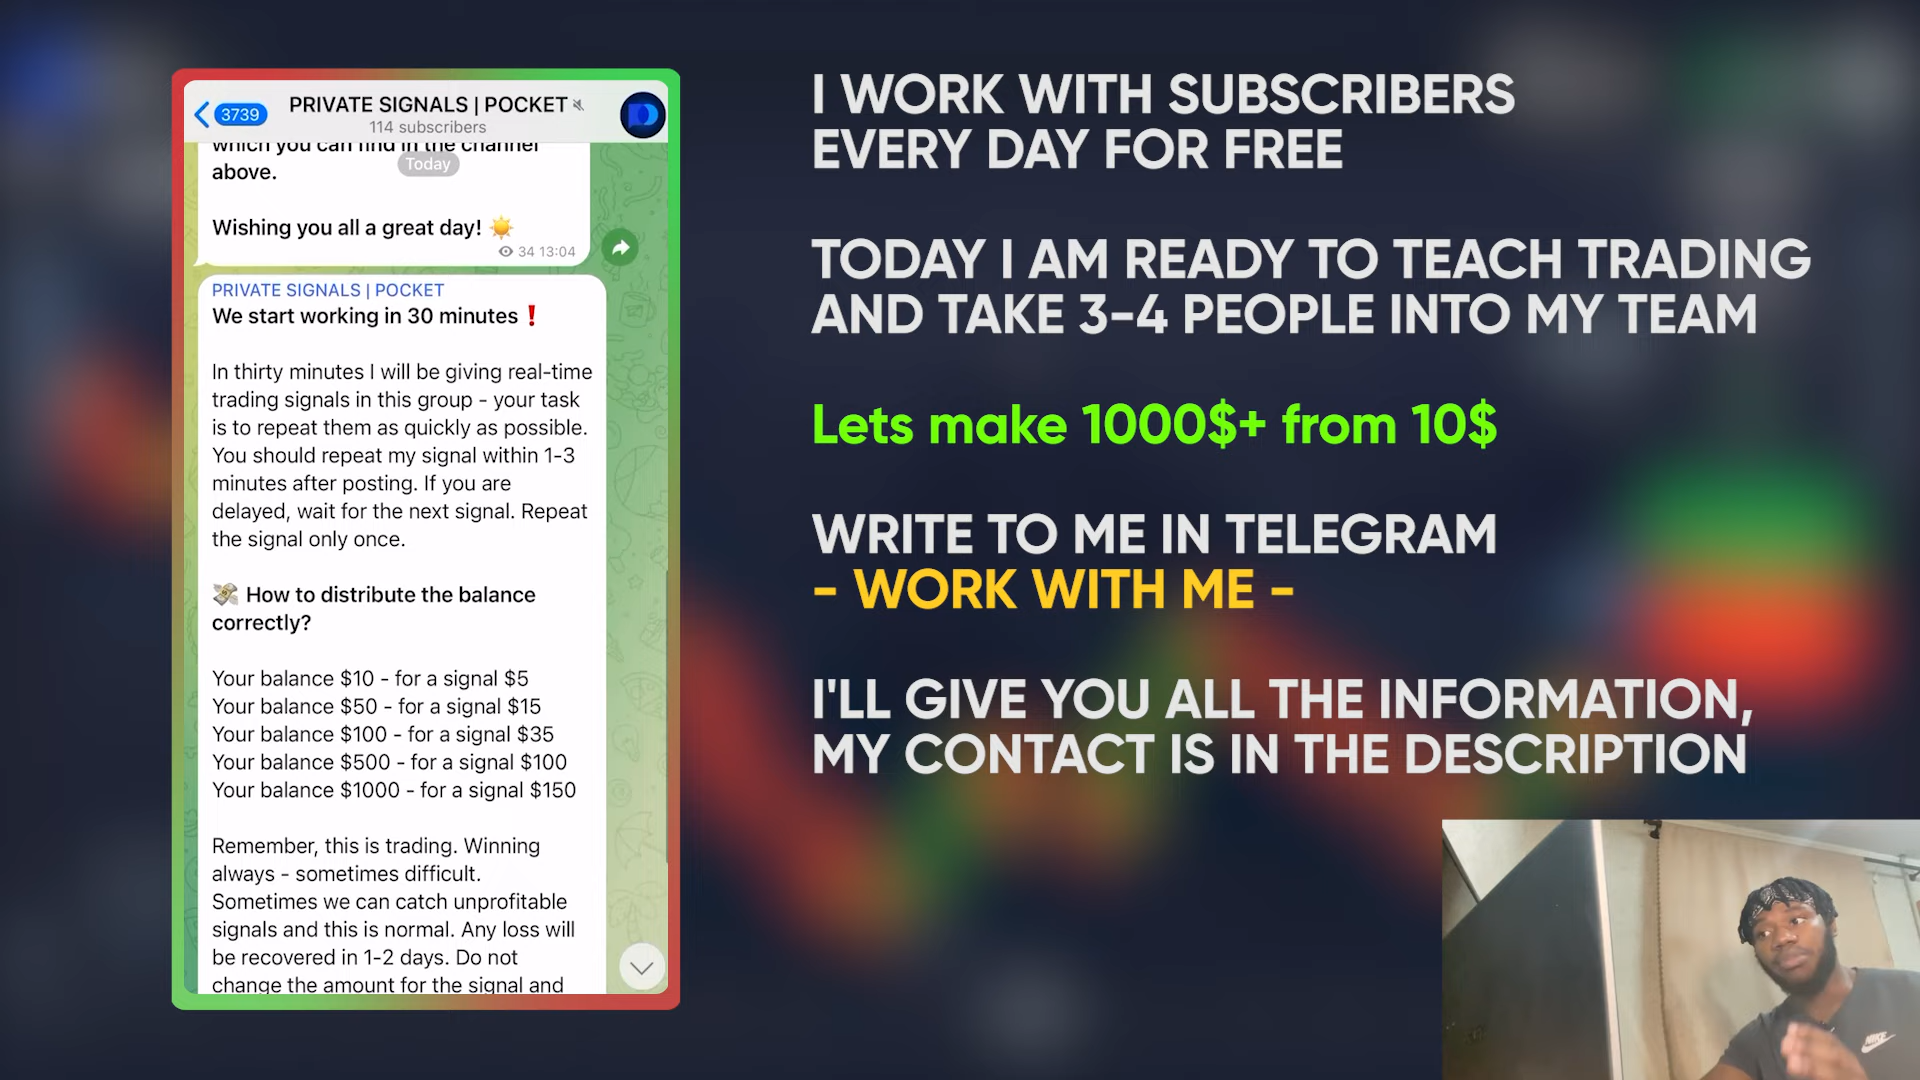 3739
PRIVATE SIGNALS | POCKET
114 subscribers
which you can find in the channel
above.
Today
Wishing you all a great day! ☀️
34 13:04
PRIVATE SIGNALS | POCKET
We start working in 30 minutes❗
In thirty minutes I will be giving real-time
trading signals in this group - your task
is to repeat them as quickly as possible.
You should repeat my signal within 1-3
minutes after posting. If you are
delayed, wait for the next signal. Repeat
the signal only once.
💸 How to distribute the balance
correctly?
Your balance $10 - for a signal $5
Your balance $50 - for a signal $15
Your balance $100 - for a signal $35
Your balance $500 - for a signal $100
Your balance $1000 - for a signal $150
Remember, this is trading. Winning
always - sometimes difficult.
Sometimes we can catch unprofitable
signals and this is normal. Any loss will
be recovered in 1-2 days. Do not
change the amount for the signal and
I WORK WITH SUBSCRIBERS
EVERY DAY FOR FREE
TODAY I AM READY TO TEACH TRADING
AND TAKE 3-4 PEOPLE INTO MY TEAM
Lets make 1000$+ from 10$
WRITE TO ME IN TELEGRAM
- WORK WITH ME -
I'LL GIVE YOU ALL THE INFORMATION,
MY CONTACT IS IN THE DESCRIPTION
NIKE